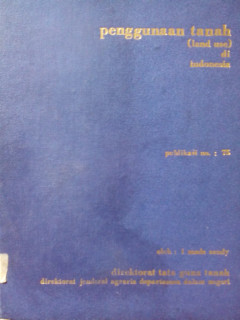 penggunaan tanah
(land use)
di
indonesia
publikasi no. : 75
oleh : I made sandy
direktorat tata guna tanah
direktorat jenderal agraria departemen dalam negeri